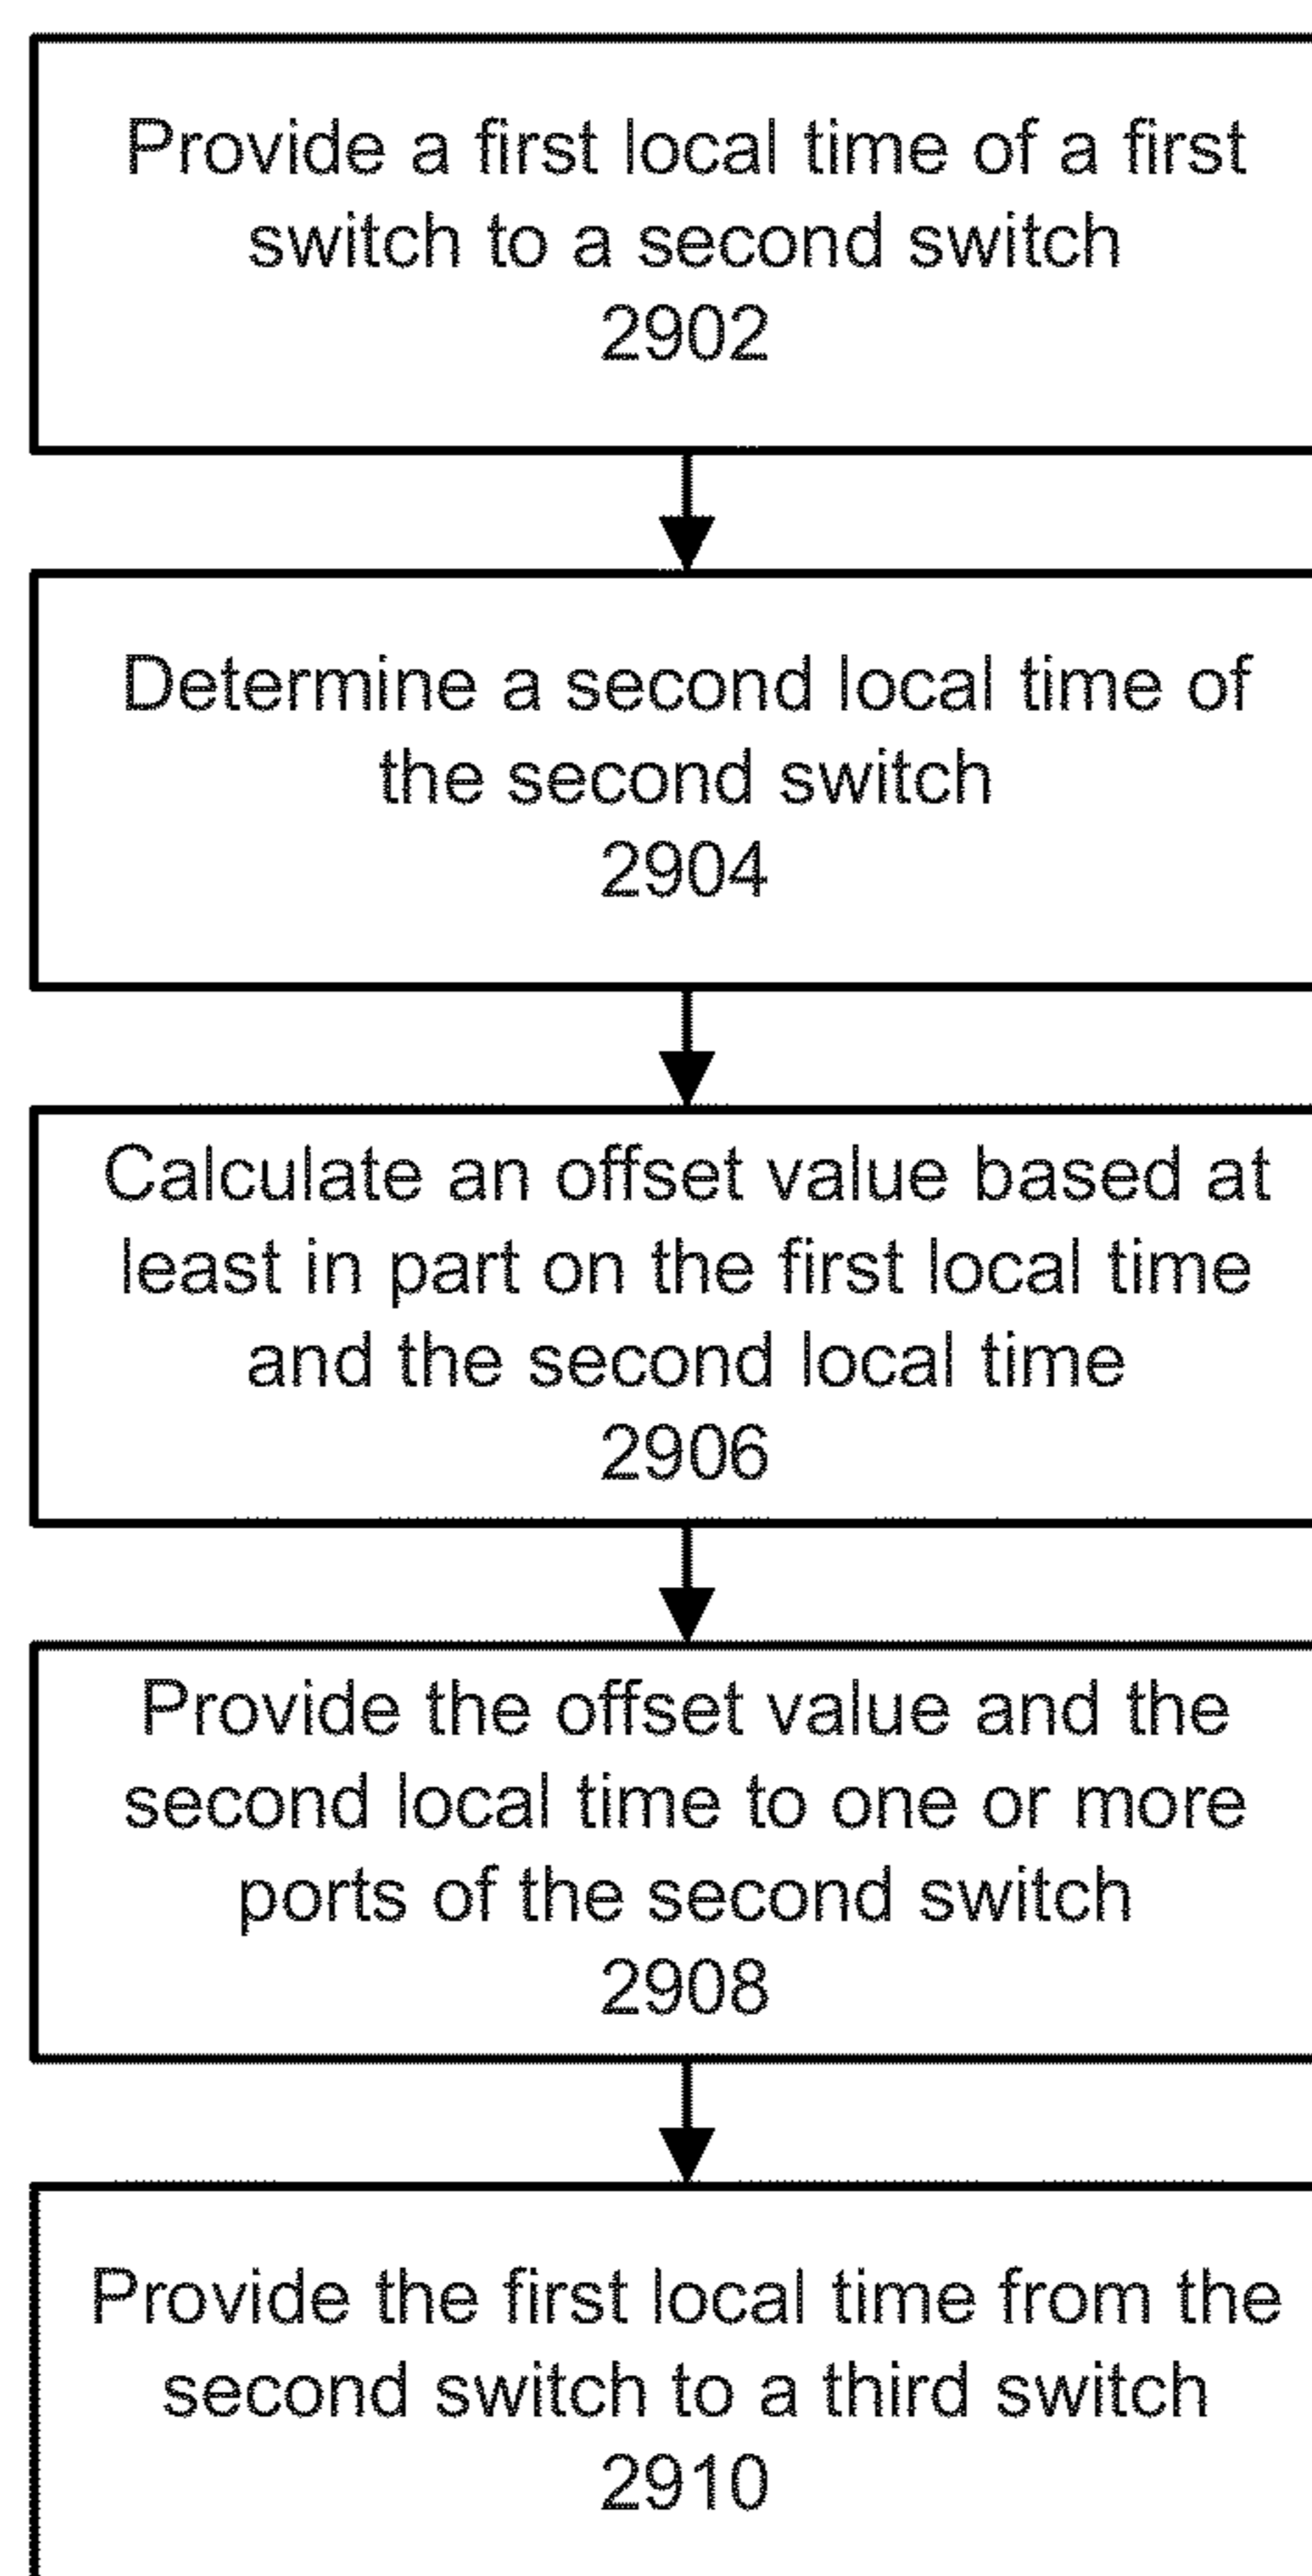 Provide a first local time of a first
switch to a second switch
2902
Determine a second local time of
the second switch
2904
Calculate an offset value based at
least in part on the first local time
and the second local time
2906
Provide the offset value and the
second local time to one or more
ports of the second switch
2908
Provide the first local time from the
second switch to a third switch
2910